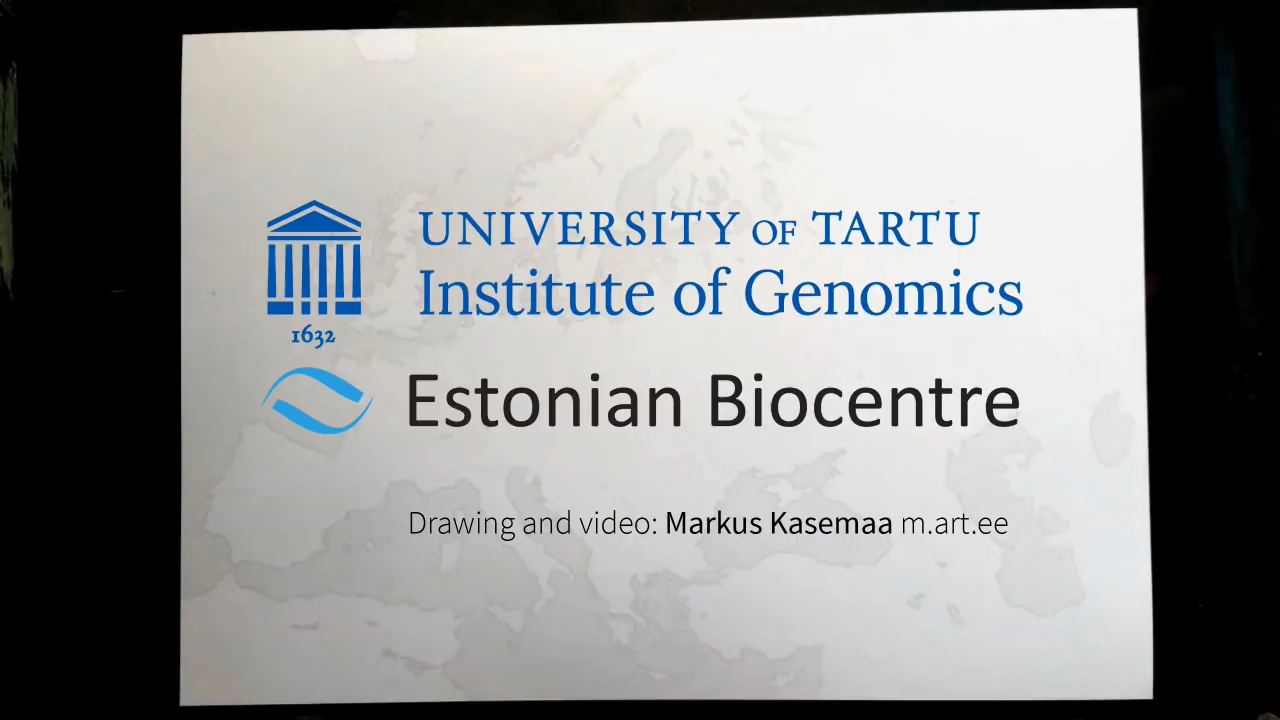 UNIVERSITY OF TARTU
Institute of Genomics
1632
Estonian Biocentre
Drawing and video: Markus Kasemaa m.art.ee